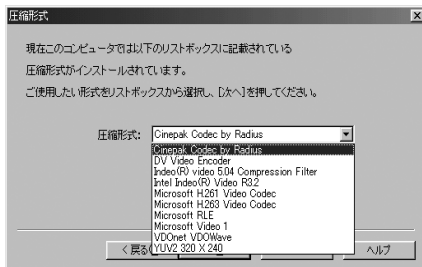 圧縮形式
現在このコンピュータでは以下のリストボックスに記載されている
圧縮形式がインストールされています。
ご使用したい形式をリストボックスから選択し、[次へ]を押してください。
圧縮形式: Cinepak Codec by Radius
Cinepak Codec by Radius
DV Video Encoder
Indeo(R) video 5.04 Compression Filter
Intel Indeo(R) Video R3.2
Microsoft H.261 Video Codec
Microsoft H.263 Video Codec
Microsoft RLE
Microsoft Video 1
VDOnet VDOWave
YUV2 320 X 240
< 戻る( ヘルプ